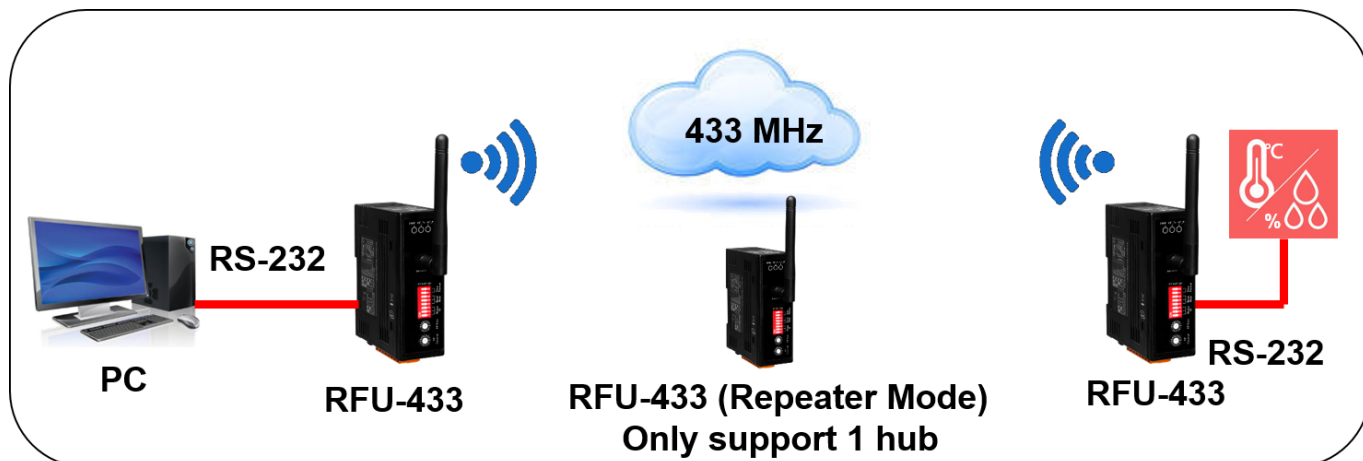 433 MHz
°C
%
RS-232
PC
RFU-433
RFU-433 (Repeater Mode)
Only support 1 hub
RS-232
RFU-433